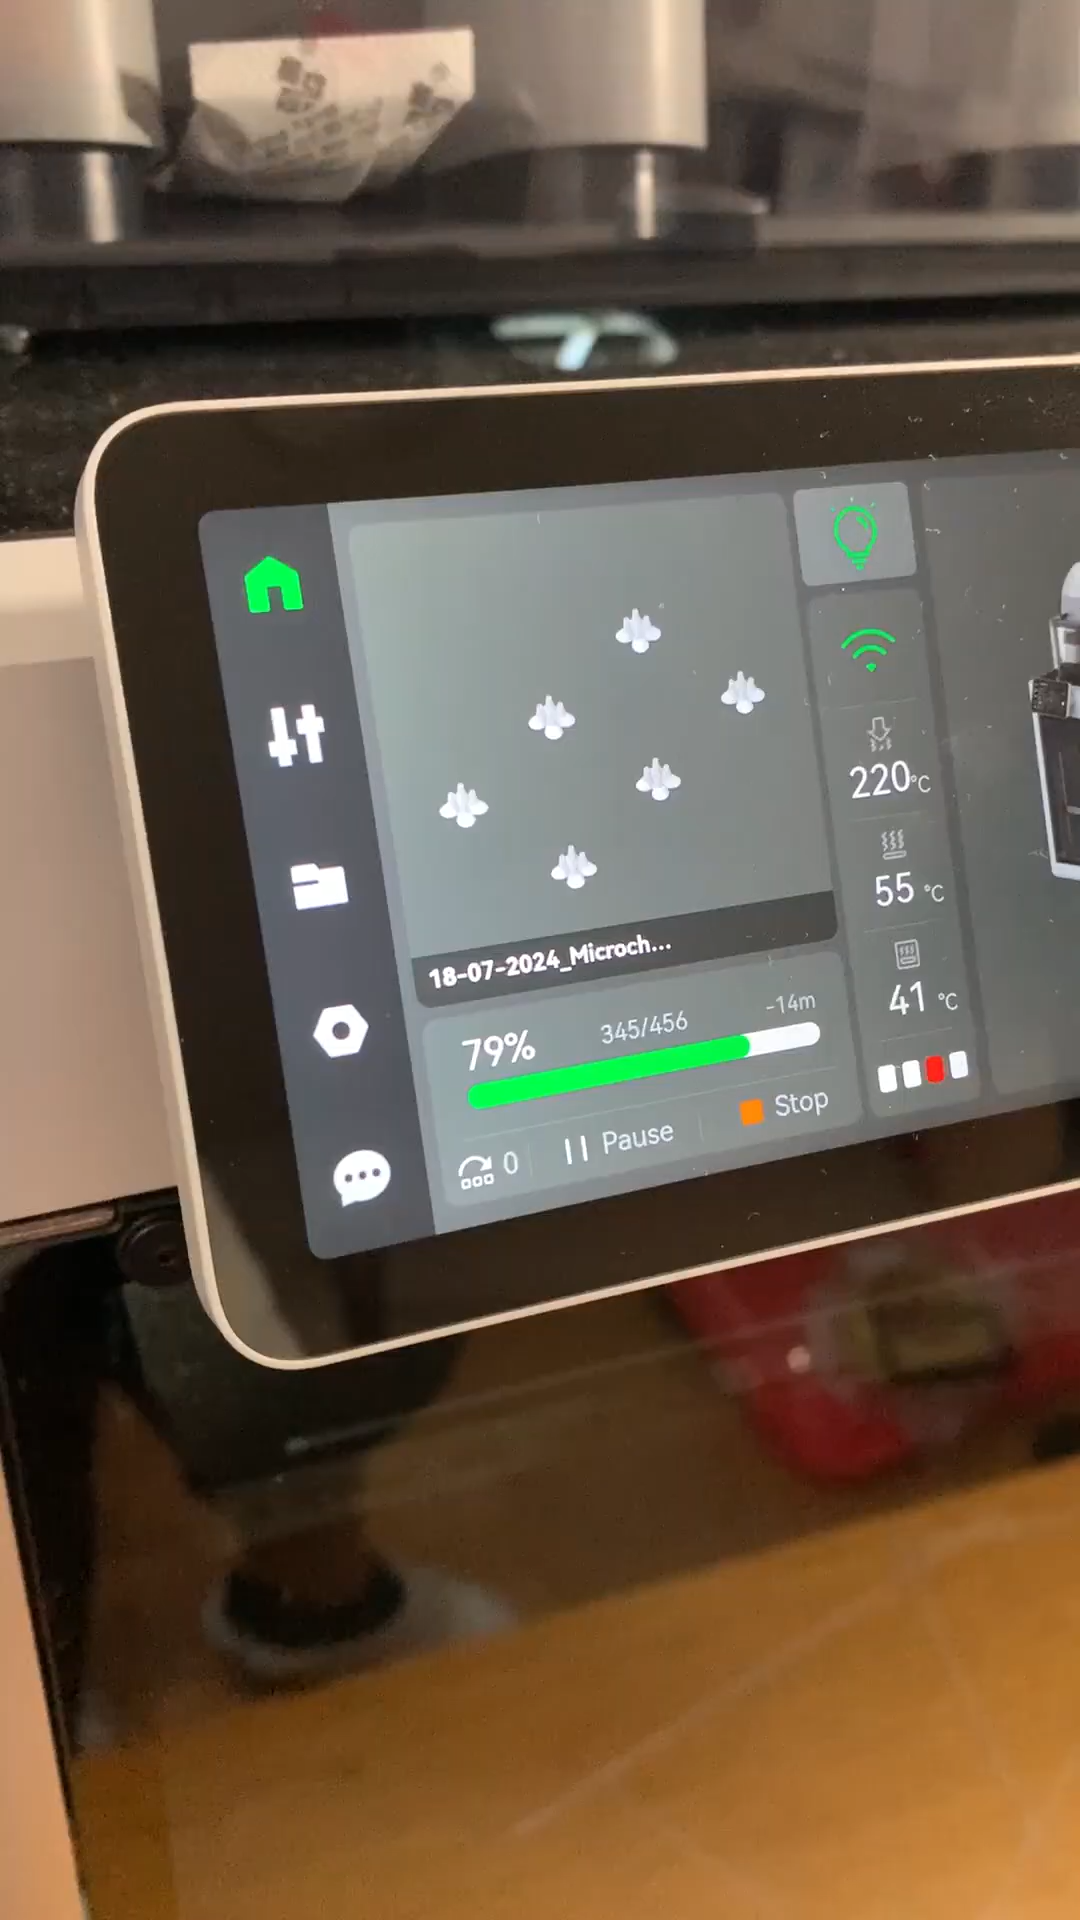 220°C
55 °C
41 °C
18-07-2024_Microch...
79%
345/456
-14m
0
Pause
Stop